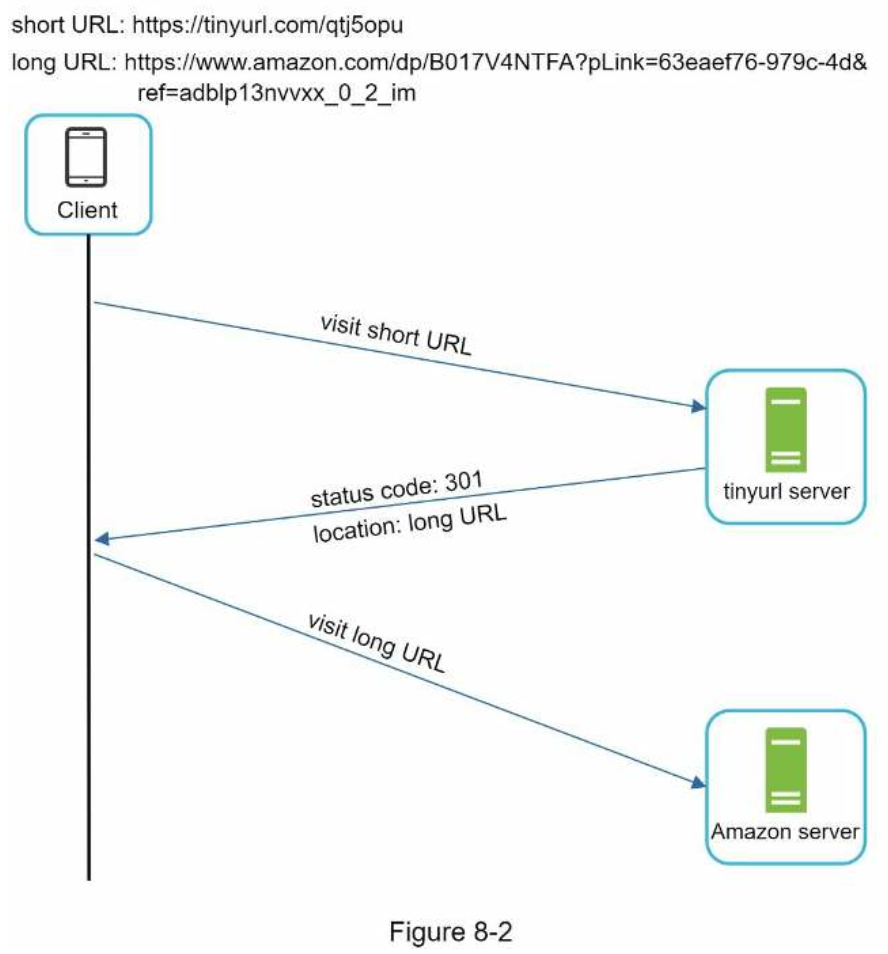 short URL: https://tinyurl.com/qtj5opu
long URL: https://www.amazon.com/dp/B017V4NTFA?pLink=63eaef76-979c-4d&
ref=adblp13nvvxx_0_2_im
Client
visit short URL
tinyurl server
status code: 301
location: long URL
visit long URL
Amazon server
Figure 8-2